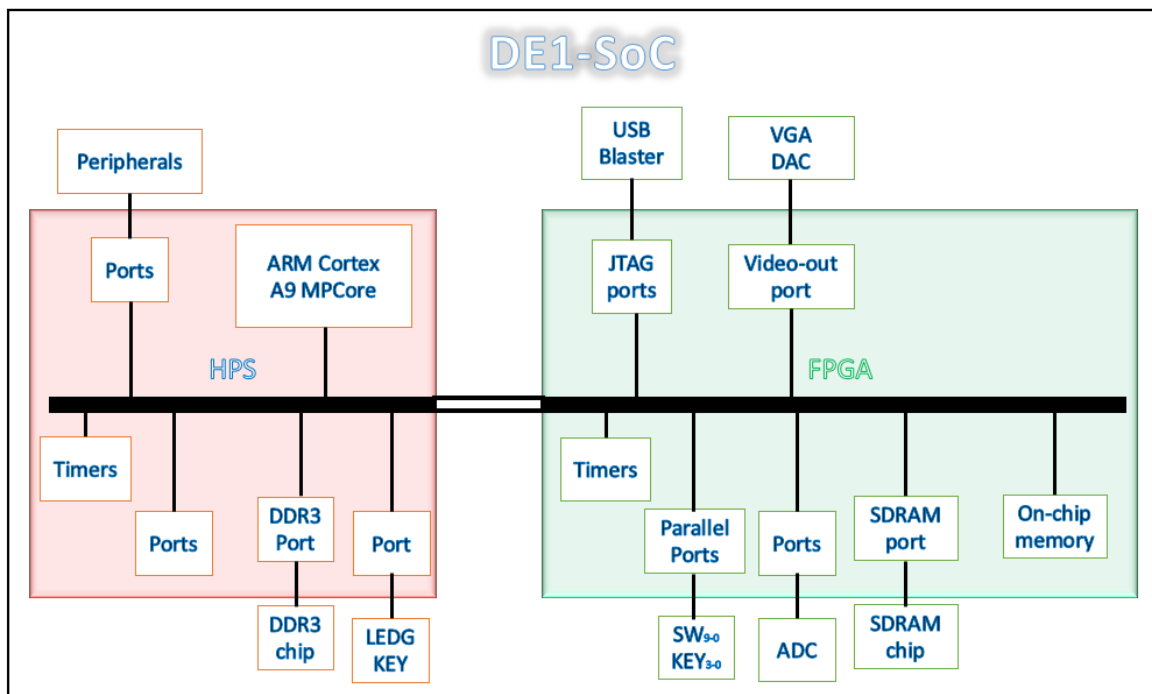 DE1-SoC
USB
Blaster
VGA
DAC
Peripherals
Ports
ARM Cortex
A9 MPCore
JTAG
ports
Video-out
port
HPS
FPGA
Timers
Ports
DDR3
Port
Port
Timers
Parallel
Ports
Ports
SDRAM
port
On-chip
memory
DDR3
chip
LEDG
KEY
SW9-0
KEY3-0
ADC
SDRAM
chip